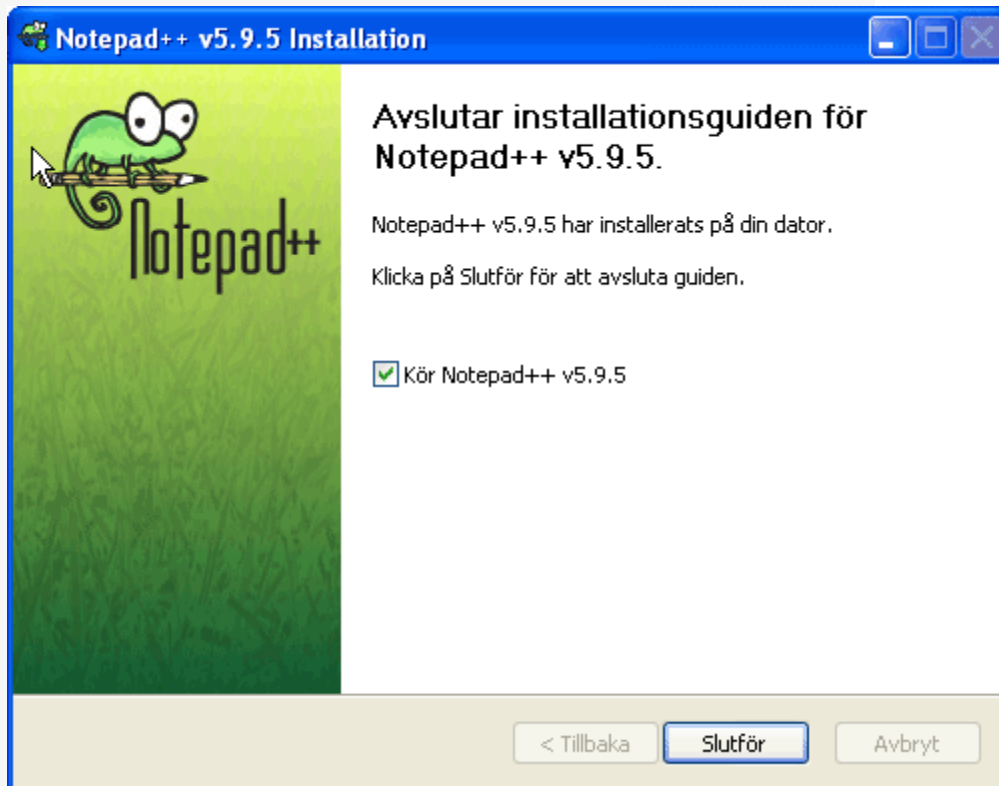 Notepad++ v5.9.5 Installation
Notepad++
Avslutar installationsguiden för
Notepad++ v5.9.5.
Notepad++ v5.9.5 har installerats på din dator.
Klicka på Slutför för att avsluta guiden.
Kör Notepad++ v5.9.5
< Tillbaka
Slutför
Avbryt